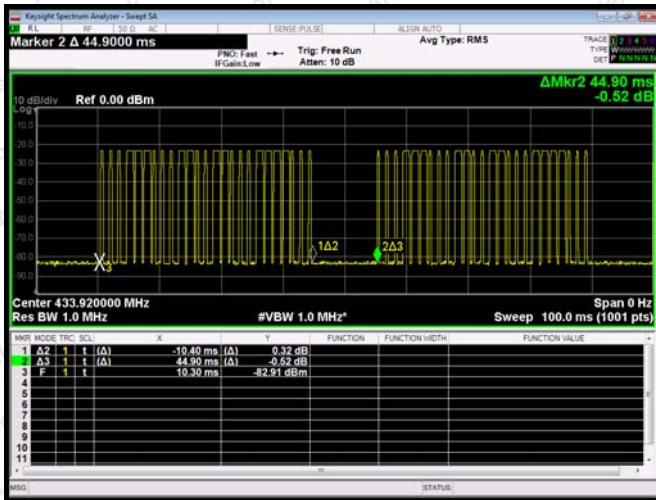 Keysight Spectrum Analyzer - Swept SA
RL RF 50 Ω AC SENSE:PULSE ALIGN AUTO
Marker 2 Δ 44.9000 ms
PNO: Fast
IFGain:Low
Trig: Free Run
Atten: 10 dB
Avg Type: RMS
TRACE 1 2 3 4 5 6
TYPE W
DET P N N N N N
ΔMkr2 44.90 ms
-0.52 dB
10 dB/div Ref 0.00 dBm
Log
-10.0
-20.0
-30.0
-40.0
-50.0
-60.0
-70.0
-80.0
-90.0
3
1Δ2
2Δ3
Center 433.920000 MHz Span 0 Hz
Res BW 1.0 MHz #VBW 1.0 MHz* Sweep 100.0 ms (1001 pts)
MKR MODE TRC SCL X Y FUNCTION FUNCTION WIDTH FUNCTION VALUE
1 Δ2 1 t (Δ) -10.40 ms (Δ) 0.32 dB
2 Δ3 1 t (Δ) 44.90 ms (Δ) -0.52 dB
3 F 1 t 10.30 ms -82.91 dBm
4
5
6
7
8
9
10
11
MSG STATUS